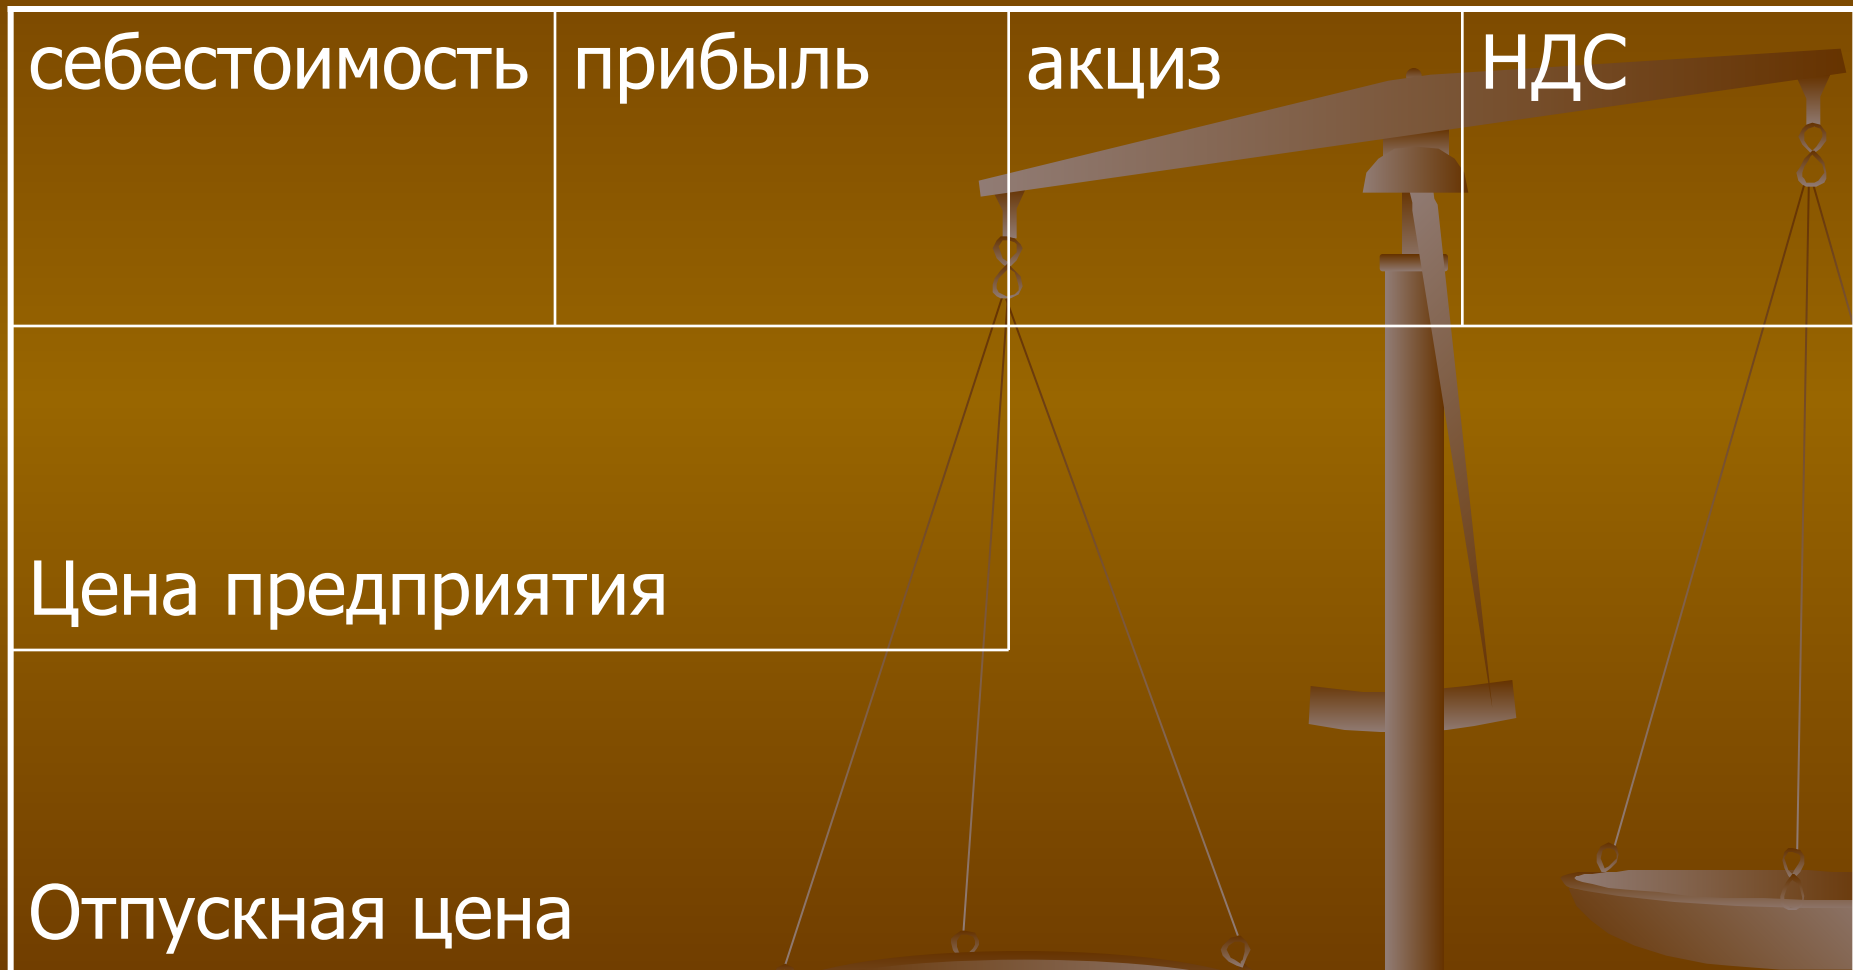 себестоимость
прибыль
акциз
НДС
Цена предприятия
Отпускная цена